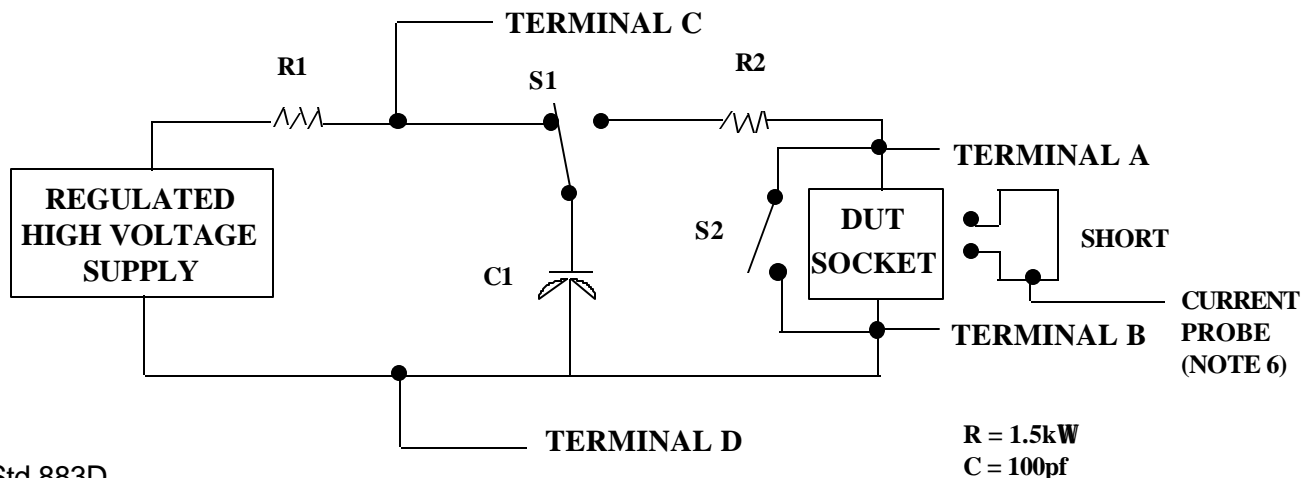 TERMINAL C
R1
S1
R2
TERMINAL A
REGULATED
HIGH VOLTAGE
SUPPLY
DUT
SOCKET
S2
SHORT
C1
CURRENT
PROBE
(NOTE 6)
TERMINAL B
TERMINAL D
R = 1.5kW
C = 100pf
Std 883D